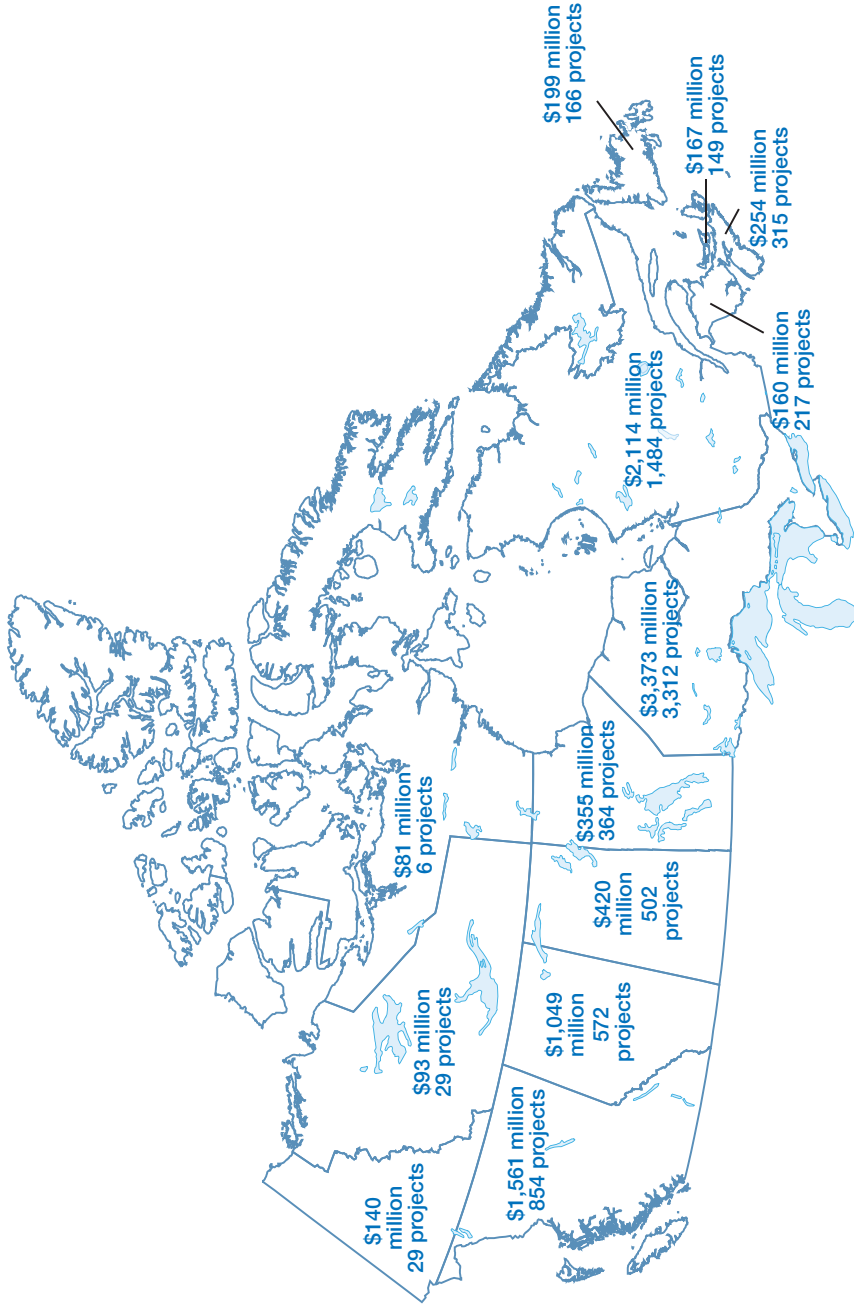 $140
million
29 projects
$93 million
29 projects
$81 million
6 projects
$1,561 million
854 projects
$1,049
million
572
projects
$420
million
502
projects
$355 million
364 projects
$3,373 million
3,312 projects
$2,114 million
1,484 projects
$199 million
166 projects
$167 million
149 projects
$254 million
315 projects
$160 million
217 projects